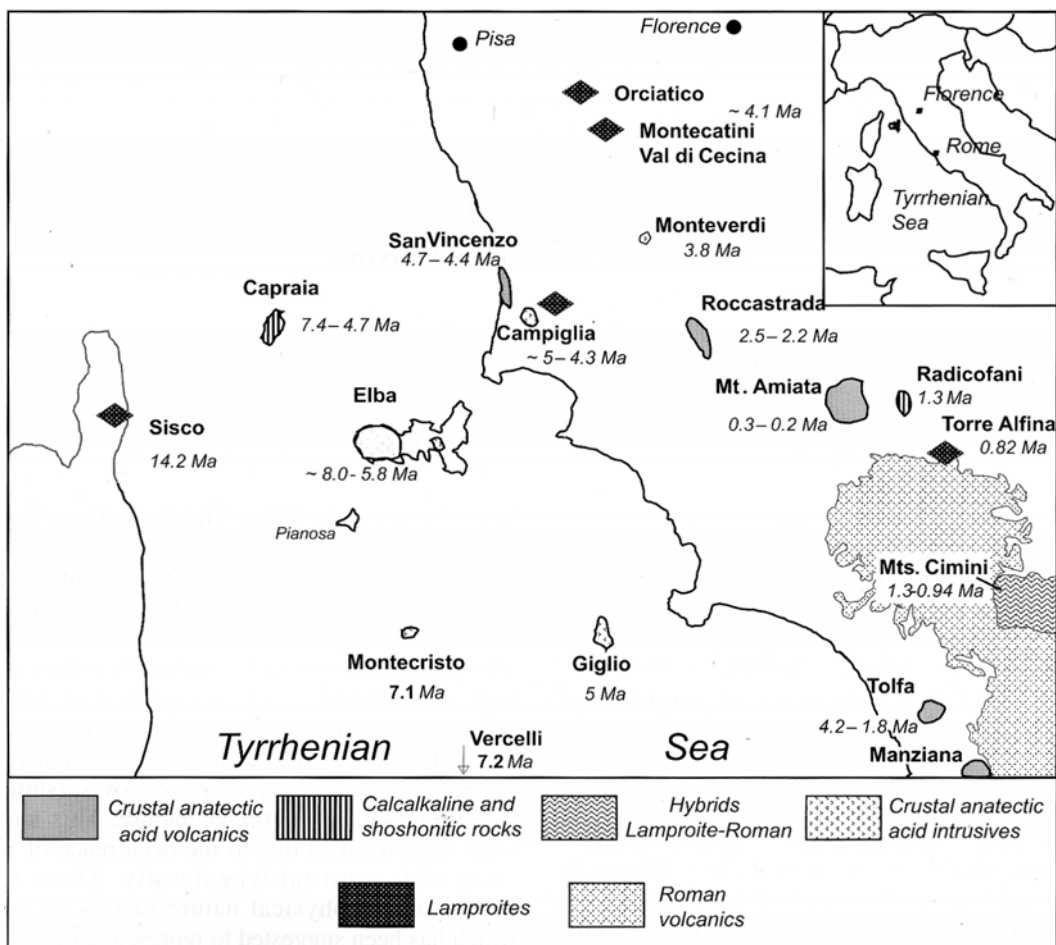 Pisa
Florence
Orciatico
~ 4.1 Ma
Montecatini
Val di Cecina
Florence
Rome
Tyrrhenian
Sea
SanVincenzo
4.7– 4.4 Ma
Monteverdi
3.8 Ma
Capraia
7.4– 4.7 Ma
Campiglia
~ 5– 4.3 Ma
Roccastrada
2.5– 2.2 Ma
Mt. Amiata
0.3– 0.2 Ma
Radicofani
1.3 Ma
Torre Alfina
0.82 Ma
Elba
~ 8.0- 5.8 Ma
Sisco
14.2 Ma
Pianosa
Mts. Cimini
1.3-0.94 Ma
Montecristo
7.1 Ma
Giglio
5 Ma
Tolfa
4.2– 1.8 Ma
Manziana
Tyrrhenian
Vercelli
7.2 Ma
Sea
Crustal anatectic
acid volcanics
Calcalkaline and
shoshonitic rocks
Hybrids
Lamproite-Roman
Crustal anatectic
acid intrusives
Lamproites
Roman
volcanics